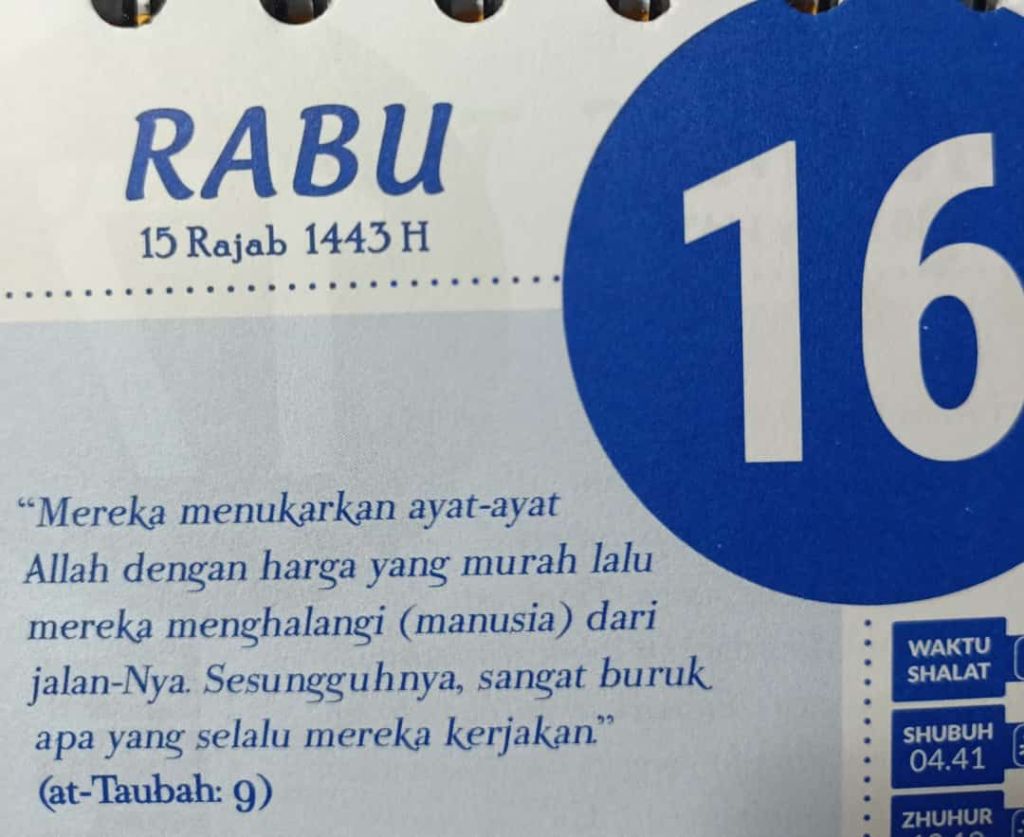 RABU
15 Rajab 1443 H
16
“Mereka menukarkan ayat-ayat
Allah dengan harga yang murah lalu
mereka menghalangi (manusia) dari
jalan-Nya. Sesungguhnya, sangat buruk
apa yang selalu mereka kerjakan.”
(at-Taubah: 9)
WAKTU
SHALAT
SHUBUH
04.41
ZHUHUR